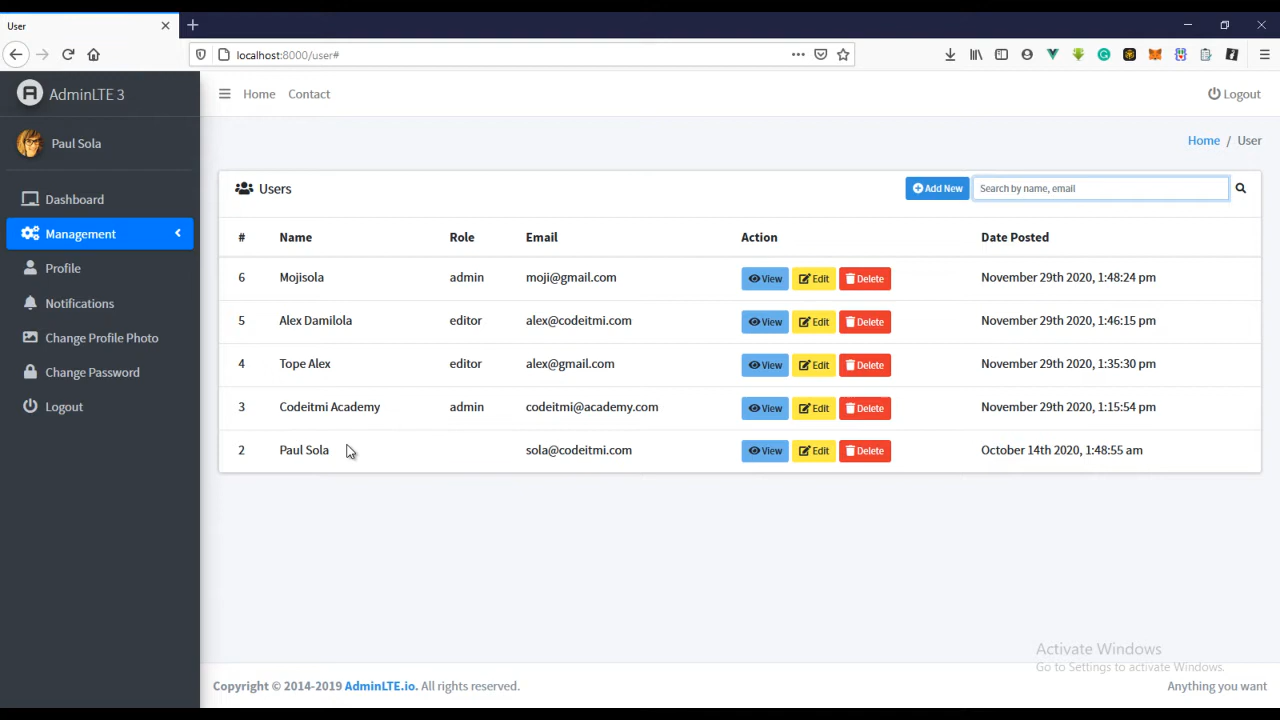 User
localhost:8000/user#
AdminLTE 3
Home Contact
Logout
Paul Sola
Home / User
Dashboard
Management
Profile
Notifications
Change Profile Photo
Change Password
Logout
Users
Add New Search by name, email
# Name Role Email Action Date Posted
6 Mojisola admin moji@gmail.com View Edit Delete November 29th 2020, 1:48:24 pm
5 Alex Damilola editor alex@codeitmi.com View Edit Delete November 29th 2020, 1:46:15 pm
4 Tope Alex editor alex@gmail.com View Edit Delete November 29th 2020, 1:35:30 pm
3 Codeitmi Academy admin codeitmi@academy.com View Edit Delete November 29th 2020, 1:15:54 pm
2 Paul Sola sola@codeitmi.com View Edit Delete October 14th 2020, 1:48:55 am
Activate Windows
Go to Settings to activate Windows.
Copyright © 2014-2019 AdminLTE.io. All rights reserved.
Anything you want